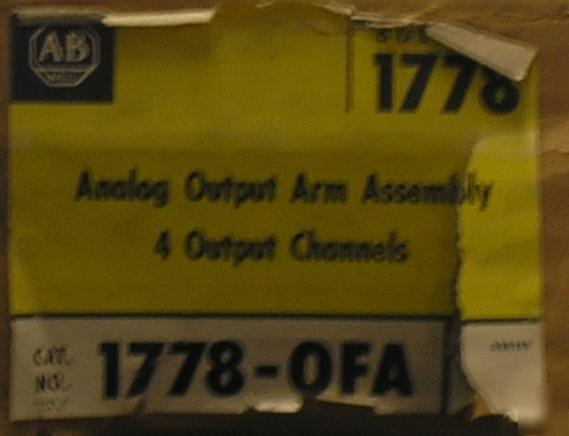 AB
1778
Analog Output Arm Assembly
4 Output Channels
CAT.
NO.
1778-OFA